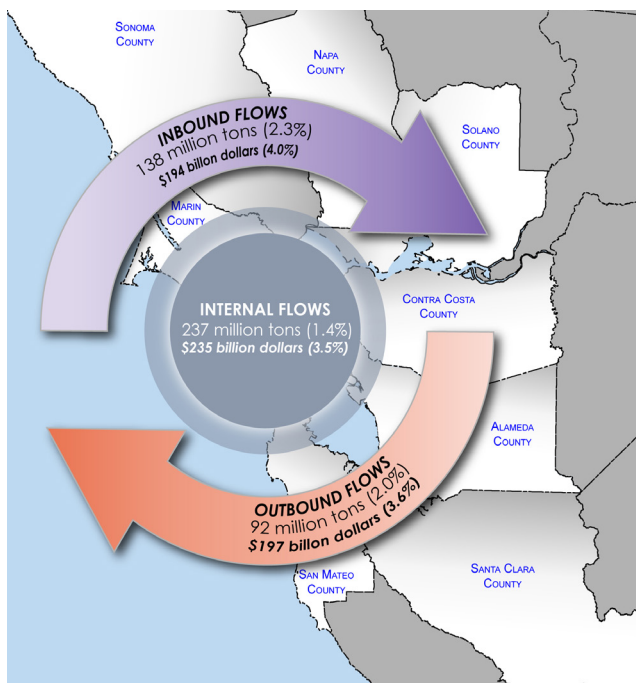 SONOMA
COUNTY
NAPA
COUNTY
SOLANO
COUNTY
INBOUND FLOWS
138 million tons (2.3%)
$194 billon dollars (4.0%)
MARIN
COUNTY
INTERNAL FLOWS
237 million tons (1.4%)
$235 billion dollars (3.5%)
CONTRA COSTA
COUNTY
ALAMEDA
COUNTY
OUTBOUND FLOWS
92 million tons (2.0%)
$197 billon dollars (3.6%)
SAN MATEO
COUNTY
SANTA CLARA
COUNTY